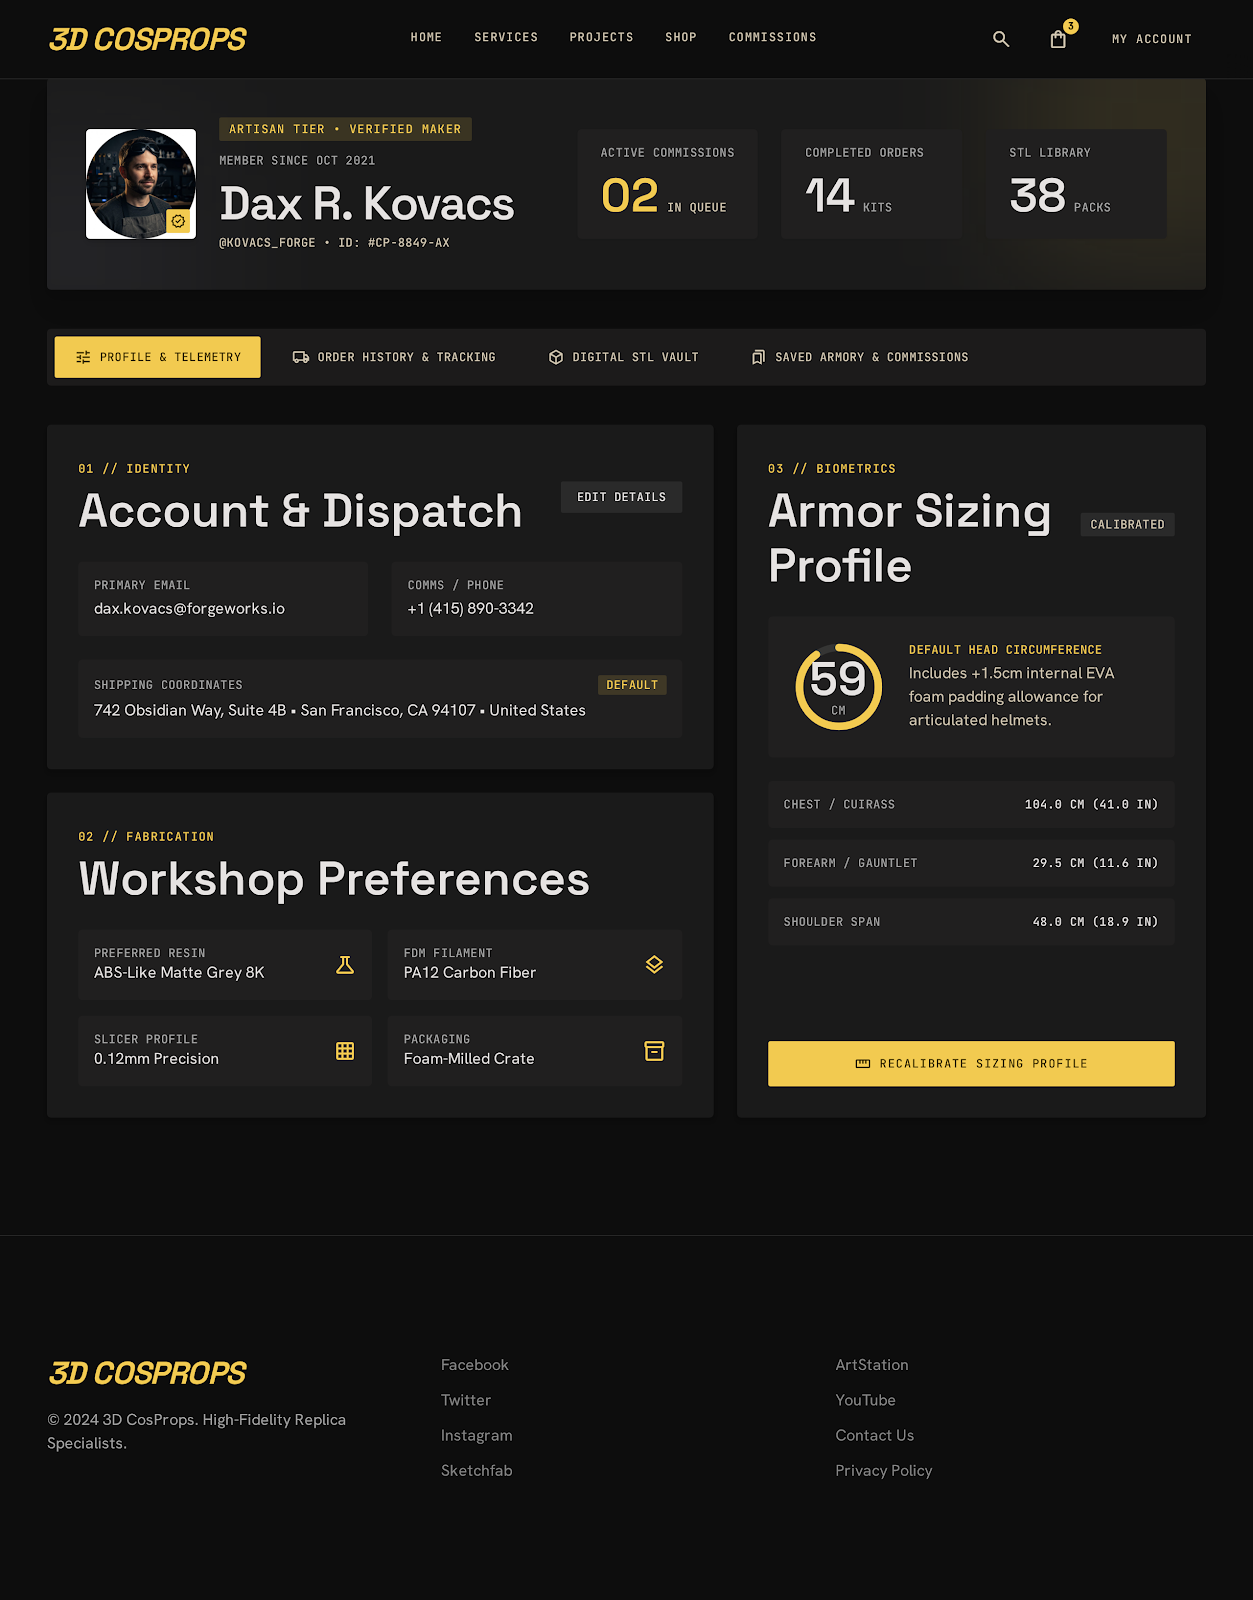 3D COSPROPS
HOME SERVICES PROJECTS SHOP COMMISSIONS
3
MY ACCOUNT
ARTISAN TIER • VERIFIED MAKER
MEMBER SINCE OCT 2021
Dax R. Kovacs
@KOVACS_FORGE • ID: #CP-8849-AX
ACTIVE COMMISSIONS
02 IN QUEUE
COMPLETED ORDERS
14 KITS
STL LIBRARY
38 PACKS
PROFILE & TELEMETRY
ORDER HISTORY & TRACKING
DIGITAL STL VAULT
SAVED ARMORY & COMMISSIONS
01 // IDENTITY
Account & Dispatch
EDIT DETAILS
PRIMARY EMAIL
dax.kovacs@forgeworks.io
COMMS / PHONE
+1 (415) 890-3342
SHIPPING COORDINATES
DEFAULT
742 Obsidian Way, Suite 4B • San Francisco, CA 94107 • United States
02 // FABRICATION
Workshop Preferences
PREFERRED RESIN
ABS-Like Matte Grey 8K
FDM FILAMENT
PA12 Carbon Fiber
SLICER PROFILE
0.12mm Precision
PACKAGING
Foam-Milled Crate
03 // BIOMETRICS
Armor Sizing
Profile
CALIBRATED
59
CM
DEFAULT HEAD CIRCUMFERENCE
Includes +1.5cm internal EVA
foam padding allowance for
articulated helmets.
CHEST / CUIRASS 104.0 CM (41.0 IN)
FOREARM / GAUNTLET 29.5 CM (11.6 IN)
SHOULDER SPAN 48.0 CM (18.9 IN)
RECALIBRATE SIZING PROFILE
3D COSPROPS
© 2024 3D CosProps. High-Fidelity Replica
Specialists.
Facebook
Twitter
Instagram
Sketchfab
ArtStation
YouTube
Contact Us
Privacy Policy